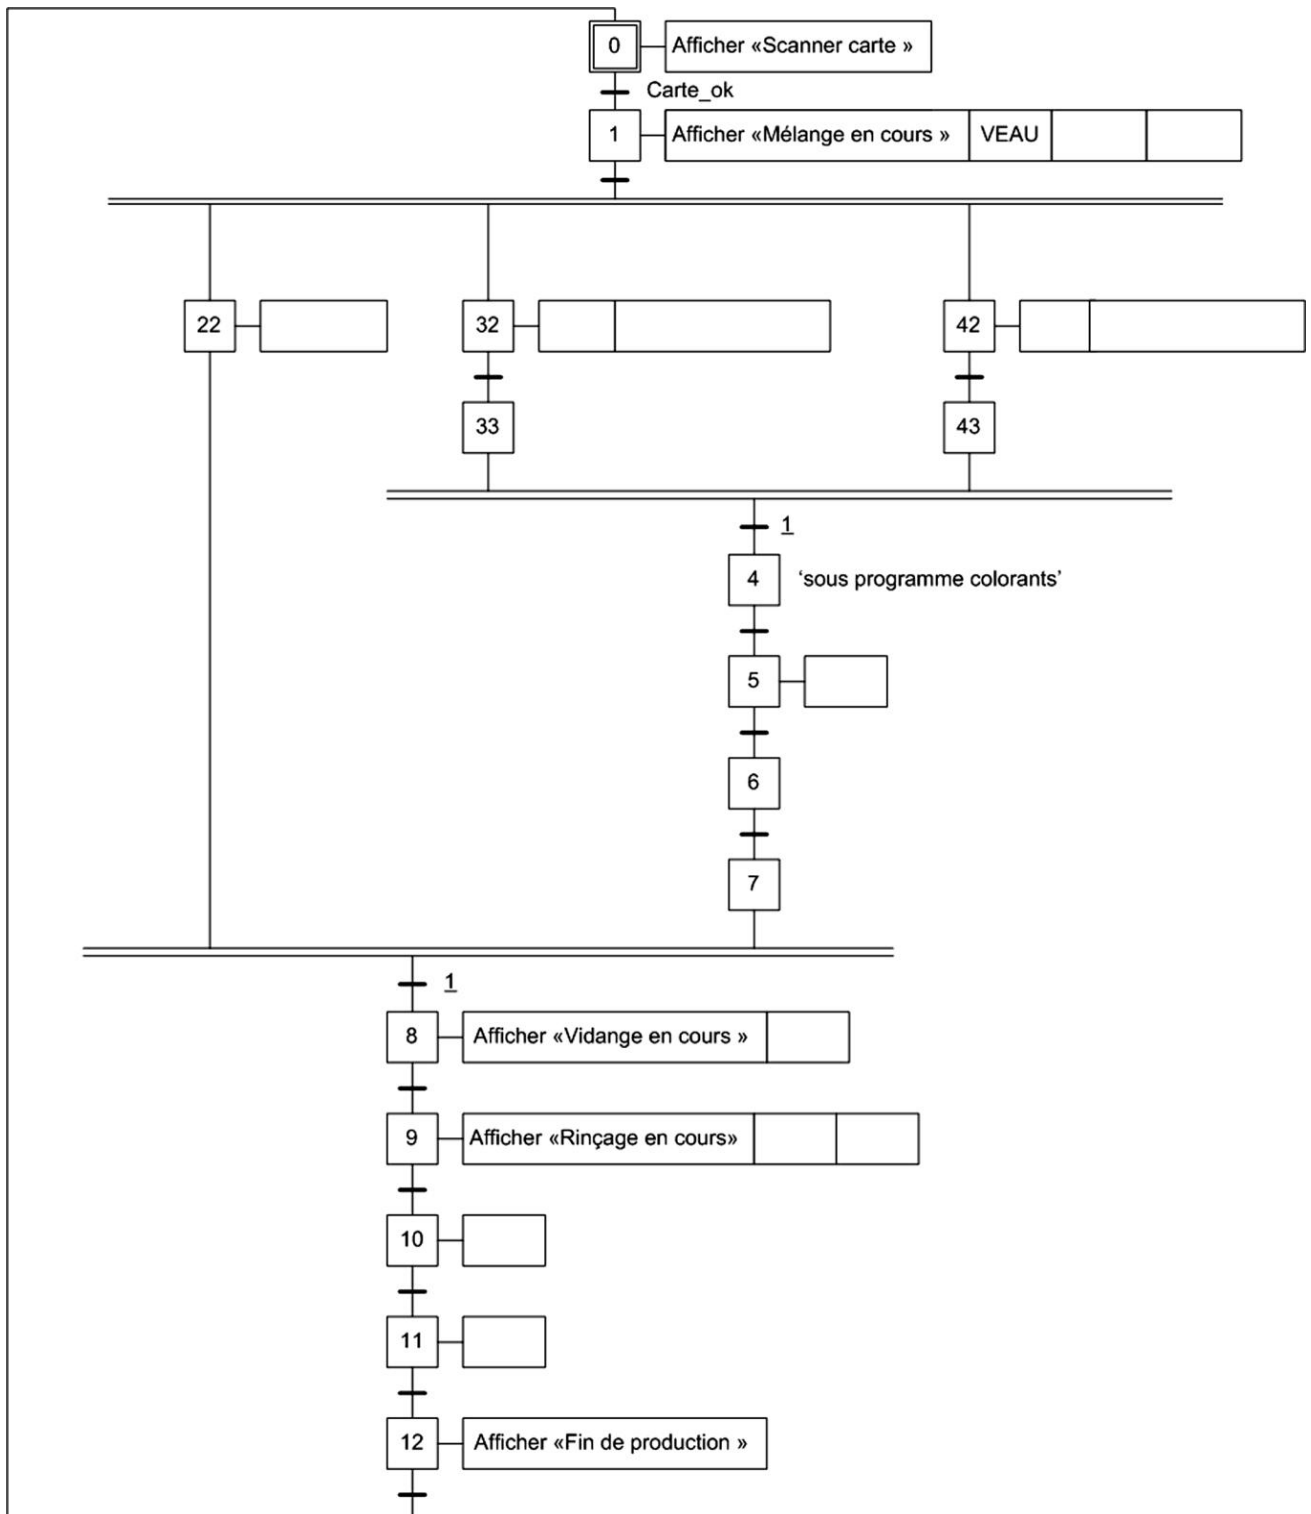 0 Afficher «Scanner carte »
Carte_ok
1 Afficher «Mélange en cours » VEAU
22 32 42
33 43
1
4 ‘sous programme colorants’
5
6
7
1
8 Afficher «Vidange en cours »
9 Afficher «Rinçage en cours»
10
11
12 Afficher «Fin de production »